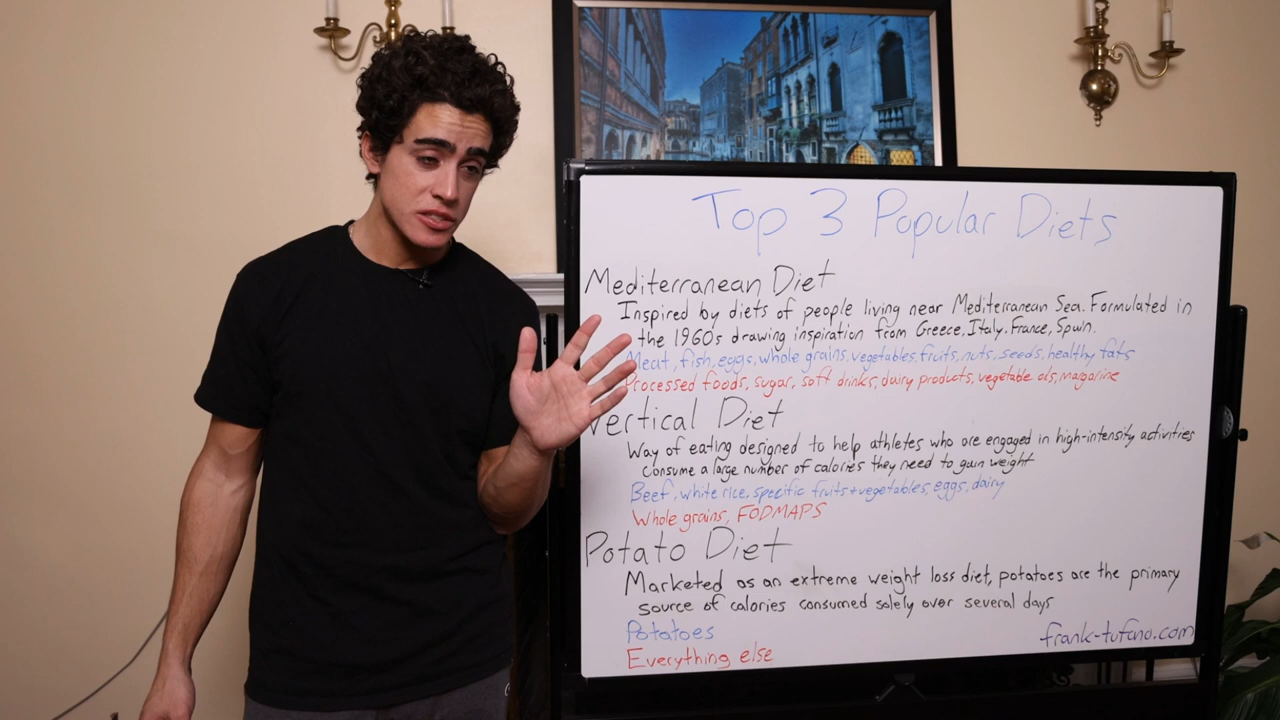 Top 3 Popular Diets
Mediterranean Diet
Inspired by diets of people living near Mediterranean Sea. Formulated in
the 1960s drawing inspiration from Greece, Italy, France, Spain.
Meat, fish, eggs, whole grains, vegetables, fruits, nuts, seeds, healthy fats
Processed foods, sugar, soft drinks, dairy products, vegetable oils, margarine
Vertical Diet
Way of eating designed to help athletes who are engaged in high-intensity activities
consume a large number of calories they need to gain weight
Beef, white rice, specific fruits + vegetables, eggs, dairy
Whole grains, FODMAPS
Potato Diet
Marketed as an extreme weight loss diet, potatoes are the primary
source of calories consumed solely over several days
Potatoes
frank-tufano.com
Everything else